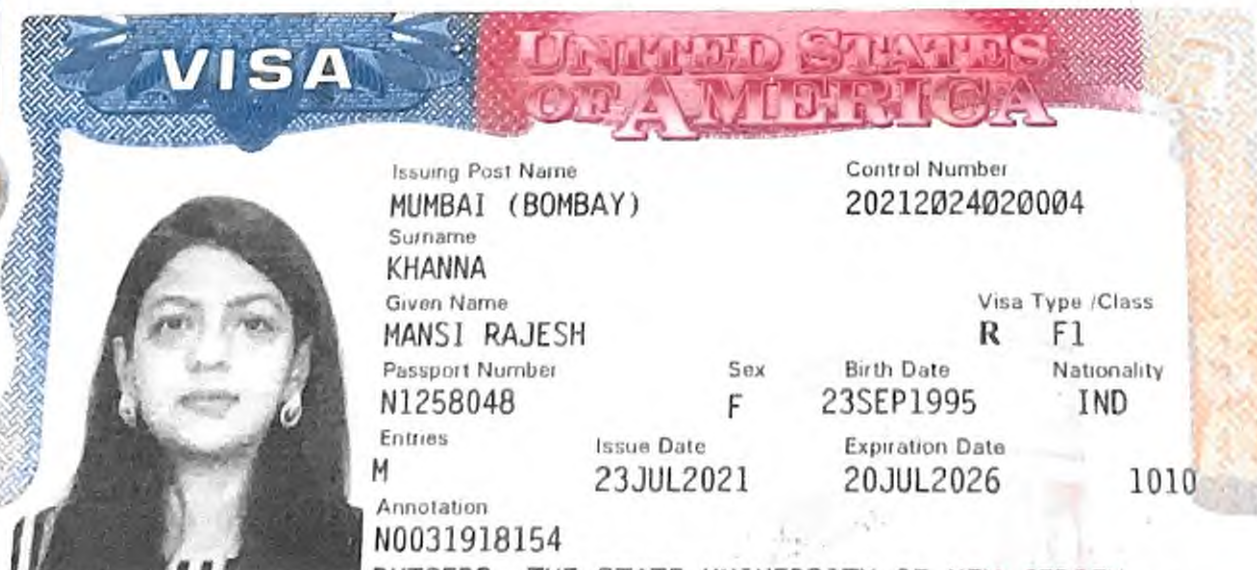 VISA UNITED STATES
OF AMERICA
Issuing Post Name Control Number
MUMBAI (BOMBAY) 20212024020004
Surname
KHANNA
Given Name Visa Type /Class
MANSI RAJESH R F1
Passport Number Sex Birth Date Nationality
N1258048 F 23SEP1995 IND
Entries Issue Date Expiration Date
M 23JUL2021 20JUL2026 1010
Annotation
N0031918154